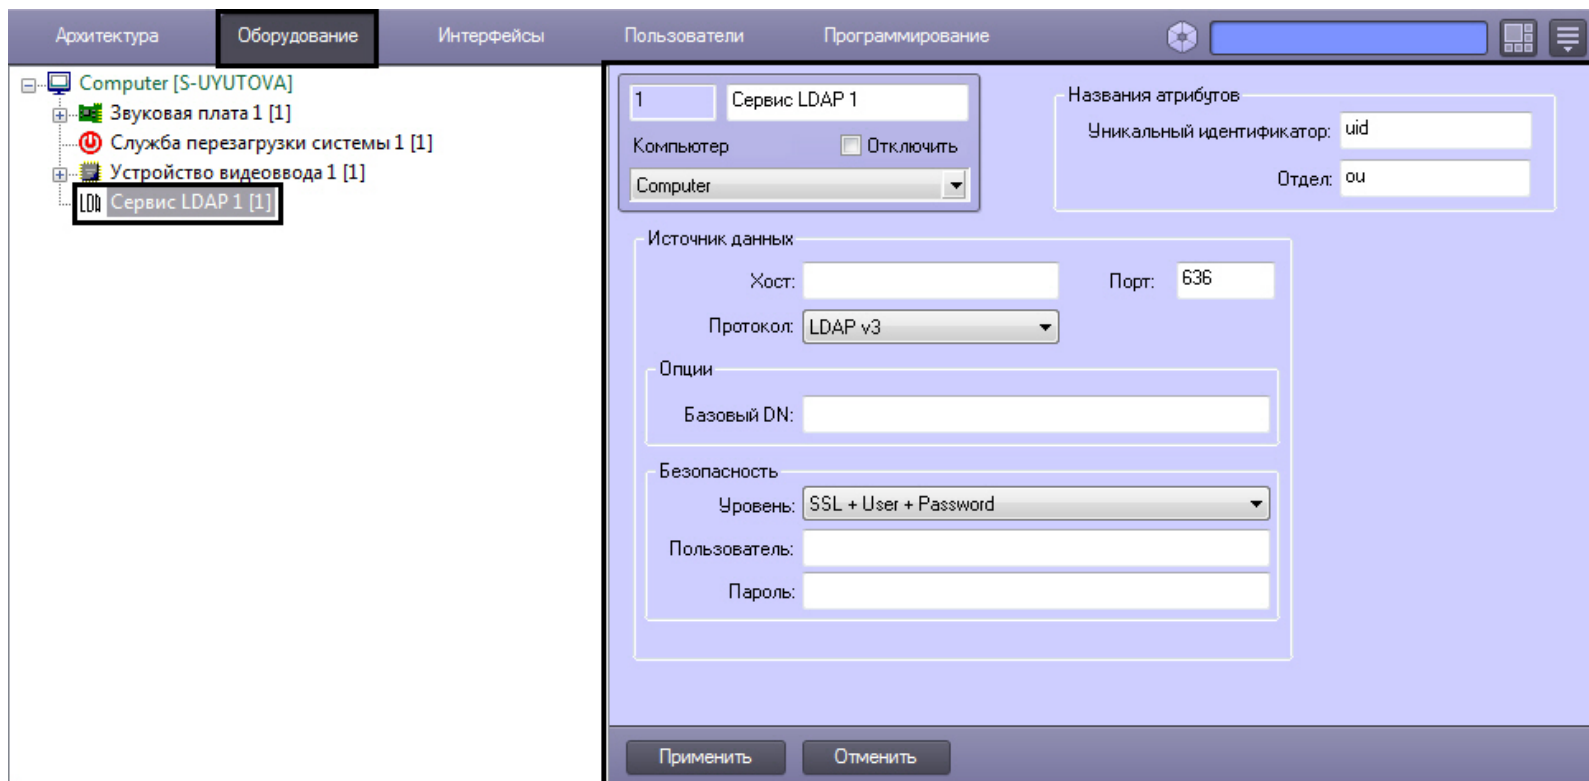 Архитектура Оборудование Интерфейсы Пользователи Программирование
Computer [S-UYUTOVA]
Звуковая плата 1 [1]
Служба перезагрузки системы 1 [1]
Устройство видеоввода 1 [1]
LDA Сервис LDAP 1 [1]
1 Сервис LDAP 1
Компьютер Отключить
Computer
Названия атрибутов
Уникальный идентификатор: uid
Отдел: ou
Источник данных
Хост: Порт: 636
Протокол: LDAP v3
Опции
Базовый DN:
Безопасность
Уровень: SSL + User + Password
Пользователь:
Пароль:
Применить Отменить